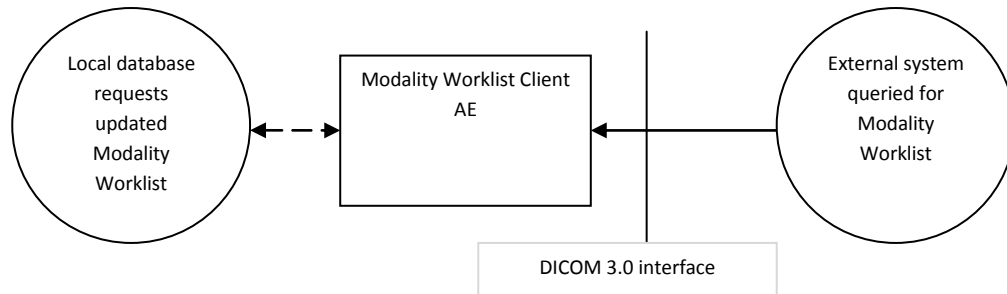 Local database
requests
updated
Modality
Worklist
Modality Worklist Client
AE
External system
queried for
Modality
Worklist
DICOM 3.0 interface